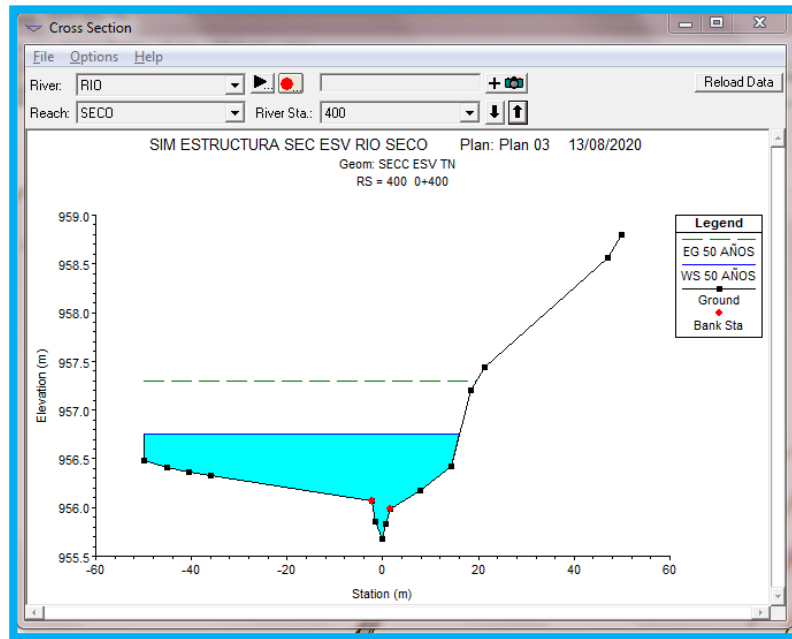 Cross Section
File Options Help
River: RIO
Reload Data
Reach: SECO River Sta.: 400
SIM ESTRUCTURA SEC ESV RIO SECO Plan: Plan 03 13/08/2020
Geom: SECC ESV TN
RS = 400 0+400
Legend
EG 50 AÑOS
WS 50 AÑOS
Ground
Bank Sta
Elevation (m)
959.0
958.5
958.0
957.5
957.0
956.5
956.0
955.5
-60 -40 -20 0 20 40 60
Station (m)